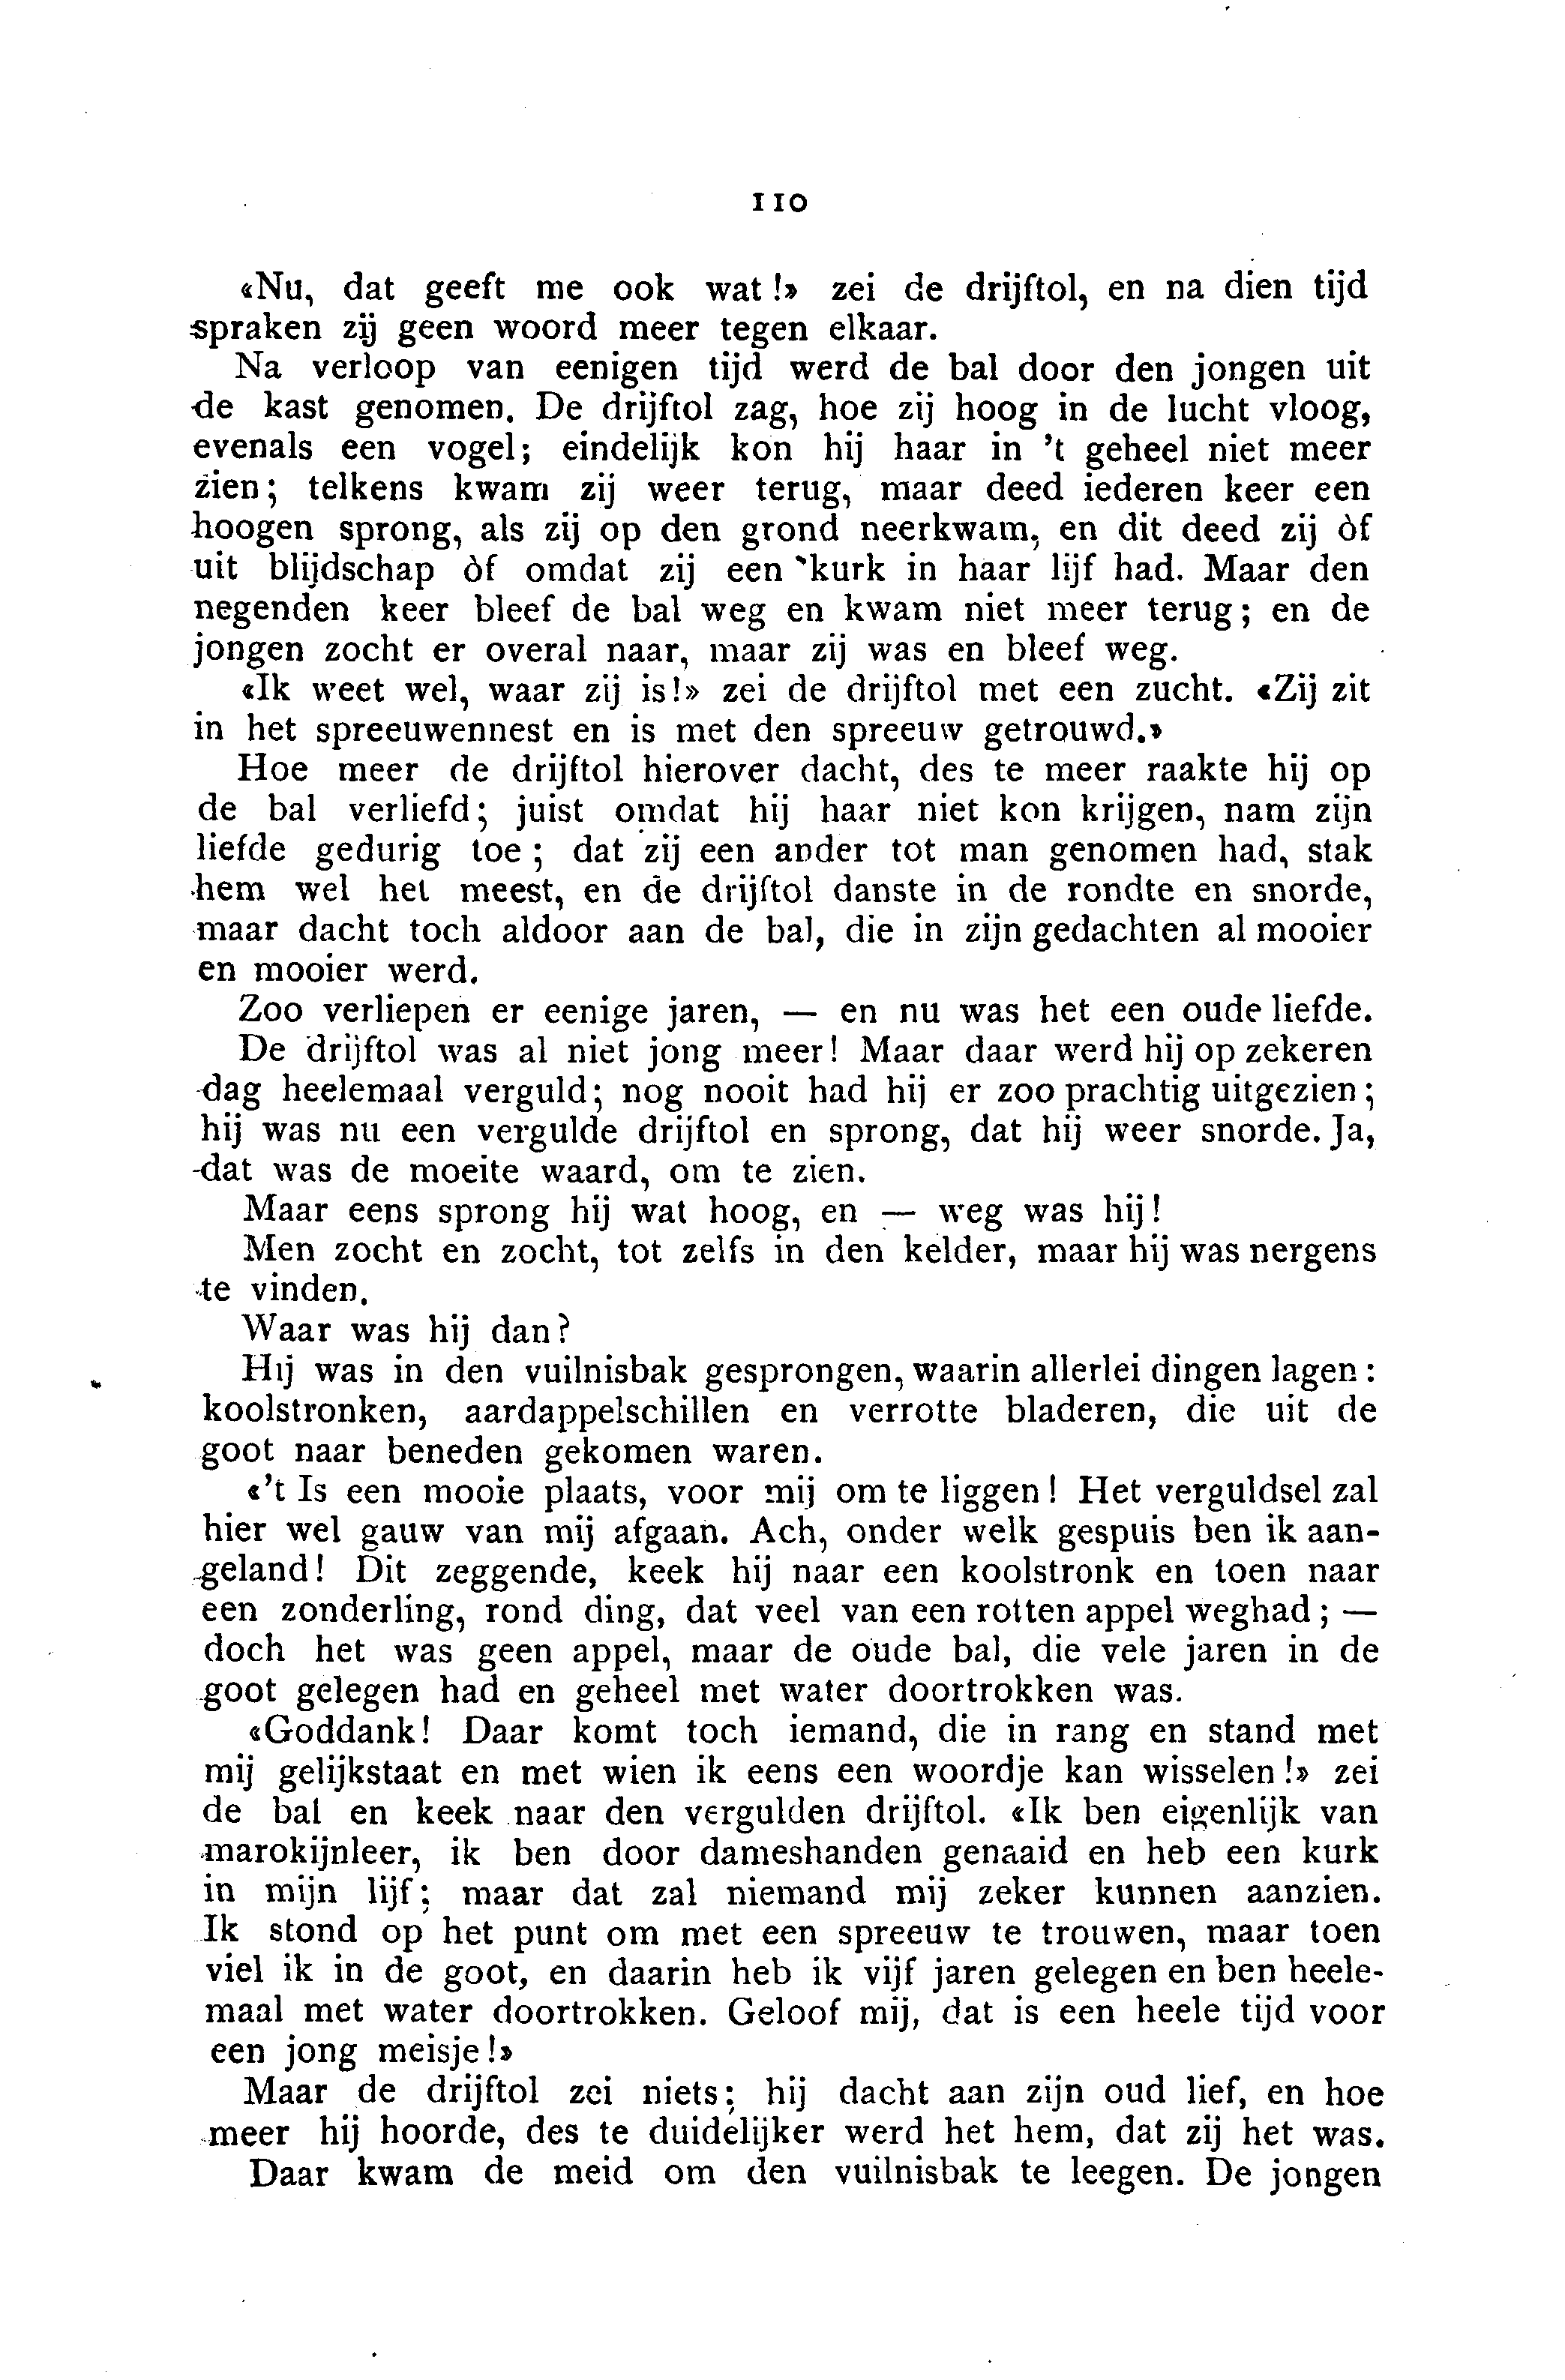 110
«Nu, dat geeft me ook wat!» zei de drijftol, en na dien tijd
spraken zij geen woord meer tegen elkaar.
Na verloop van eenigen tijd werd de bal door den jongen uit
de kast genomen. De drijftol zag, hoe zij hoog in de lucht vloog,
evenals een vogel; eindelijk kon hij haar in 't geheel niet meer
zien; telkens kwam zij weer terug, maar deed iederen keer een
hoogen sprong, als zij op den grond neerkwam, en dit deed zij òf
uit blijdschap òf omdat zij een kurk in haar lijf had. Maar den
negenden keer bleef de bal weg en kwam niet meer terug; en de
jongen zocht er overal naar, maar zij was en bleef weg.
«Ik weet wel, waar zij is!» zei de drijftol met een zucht. «Zij zit
in het spreeuwennest en is met den spreeuw getrouwd.»
Hoe meer de drijftol hierover dacht, des te meer raakte hij op
de bal verliefd; juist omdat hij haar niet kon krijgen, nam zijn
liefde gedurig toe; dat zij een ander tot man genomen had, stak
hem wel het meest, en de drijftol danste in de rondte en snorde,
maar dacht toch aldoor aan de bal, die in zijn gedachten al mooier
en mooier werd.
Zoo verliepen er eenige jaren, — en nu was het een oude liefde.
De drijftol was al niet jong meer! Maar daar werd hij op zekeren
dag heelemaal verguld; nog nooit had hij er zoo prachtig uitgezien;
hij was nu een vergulde drijftol en sprong, dat hij weer snorde. Ja,
dat was de moeite waard, om te zien.
Maar eens sprong hij wat hoog, en — weg was hij!
Men zocht en zocht, tot zelfs in den kelder, maar hij was nergens
te vinden.
Waar was hij dan?
Hij was in den vuilnisbak gesprongen, waarin allerlei dingen lagen:
koolstronken, aardappelschillen en verrotte bladeren, die uit de
goot naar beneden gekomen waren.
«'t Is een mooie plaats, voor mij om te liggen! Het verguldsel zal
hier wel gauw van mij afgaan. Ach, onder welk gespuis ben ik aan-
geland! Dit zeggende, keek hij naar een koolstronk en toen naar
een zonderling, rond ding, dat veel van een rotten appel weghad; —
doch het was geen appel, maar de oude bal, die vele jaren in de
goot gelegen had en geheel met water doortrokken was.
«Goddank! Daar komt toch iemand, die in rang en stand met
mij gelijkstaat en met wien ik eens een woordje kan wisselen!» zei
de bal en keek naar den vergulden drijftol. «Ik ben eigenlijk van
marokijnleer, ik ben door dameshanden genaaid en heb een kurk
in mijn lijf; maar dat zal niemand mij zeker kunnen aanzien.
Ik stond op het punt om met een spreeuw te trouwen, maar toen
viel ik in de goot, en daarin heb ik vijf jaren gelegen en ben heele-
maal met water doortrokken. Geloof mij, dat is een heele tijd voor
een jong meisje!»
Maar de drijftol zei niets; hij dacht aan zijn oud lief, en hoe
meer hij hoorde, des te duidelijker werd het hem, dat zij het was.
Daar kwam de meid om den vuilnisbak te leegen. De jongen